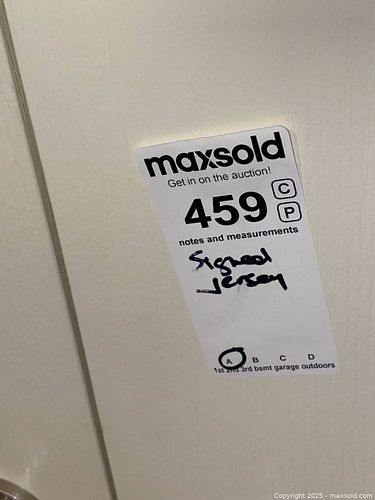 maxsold
Get in on the auction!
459 C
P
notes and measurements
Signed
Jersey
A B C D
1st 2nd 3rd bsmt garage outdoors
Copyright 2025 - maxsold.com